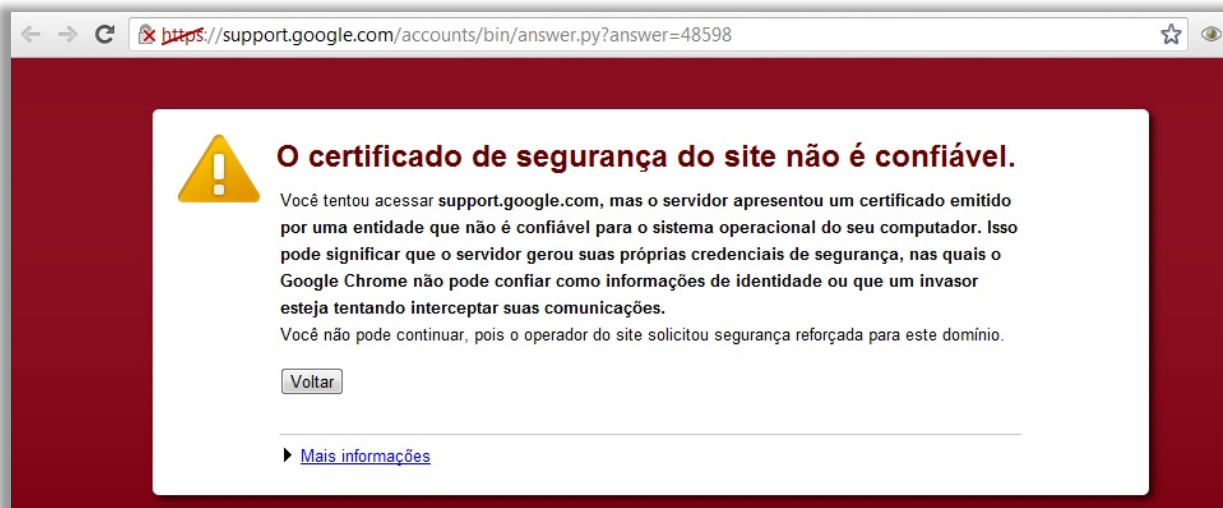 https://support.google.com/accounts/bin/answer.py?answer=48598
O certificado de segurança do site não é confiável.
Você tentou acessar support.google.com, mas o servidor apresentou um certificado emitido
por uma entidade que não é confiável para o sistema operacional do seu computador. Isso
pode significar que o servidor gerou suas próprias credenciais de segurança, nas quais o
Google Chrome não pode confiar como informações de identidade ou que um invasor
esteja tentando interceptar suas comunicações.
Você não pode continuar, pois o operador do site solicitou segurança reforçada para este domínio.
Voltar
Mais informações